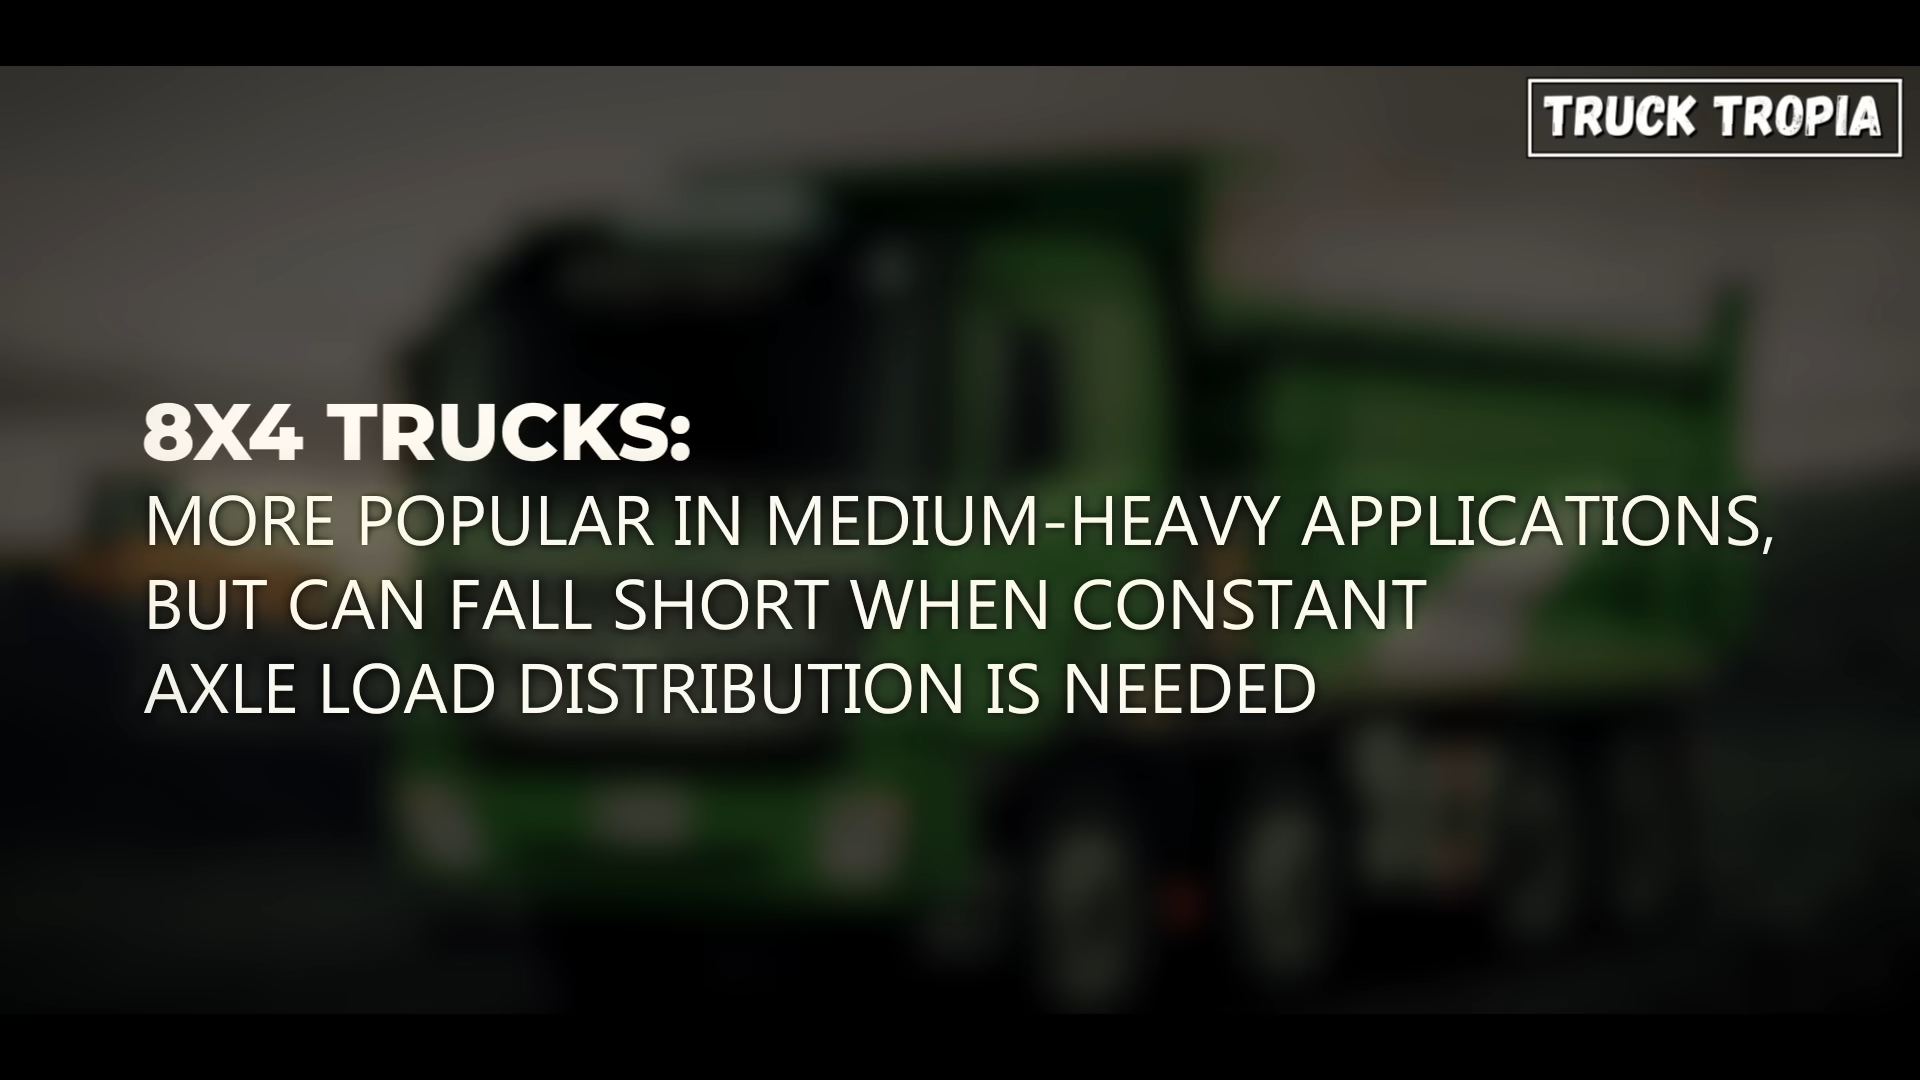 TRUCK TROPIA
8X4 TRUCKS:
MORE POPULAR IN MEDIUM-HEAVY APPLICATIONS,
BUT CAN FALL SHORT WHEN CONSTANT
AXLE LOAD DISTRIBUTION IS NEEDED